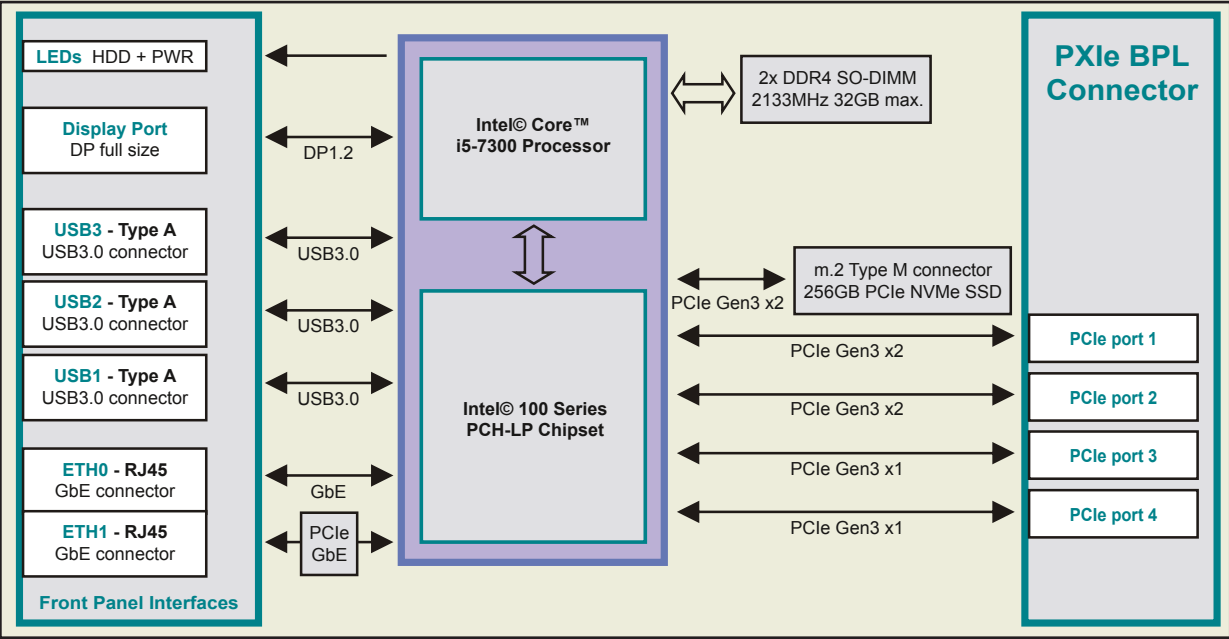 LEDs HDD + PWR
Display Port
DP full size
USB3 - Type A
USB3.0 connector
USB2 - Type A
USB3.0 connector
USB1 - Type A
USB3.0 connector
ETH0 - RJ45
GbE connector
ETH1 - RJ45
GbE connector
Front Panel Interfaces
DP1.2
USB3.0
USB3.0
USB3.0
GbE
PCIe
GbE
Intel© Core™
i5-7300 Processor
Intel© 100 Series
PCH-LP Chipset
2x DDR4 SO-DIMM
2133MHz 32GB max.
m.2 Type M connector
256GB PCIe NVMe SSD
PCIe Gen3 x2
PCIe Gen3 x2
PCIe Gen3 x2
PCIe Gen3 x1
PCIe Gen3 x1
PXIe BPL
Connector
PCIe port 1
PCIe port 2
PCIe port 3
PCIe port 4